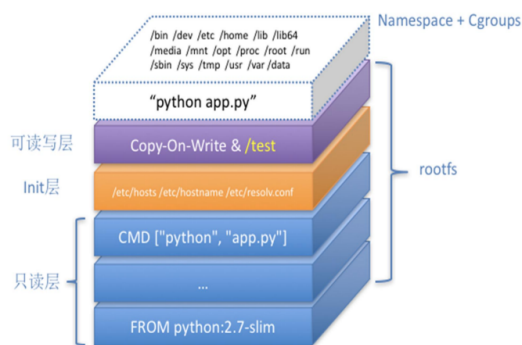 Namespace + Cgroups
/bin /dev /etc /home /lib /lib64
/media /mnt /opt /proc /root /run
/sbin /sys /tmp /usr /var /data
“python app.py”
可读写层
Copy-On-Write & /test
rootfs
Init层
/etc/hosts /etc/hostname /etc/resolv.conf
CMD ["python", "app.py"]
只读层
...
FROM python:2.7-slim